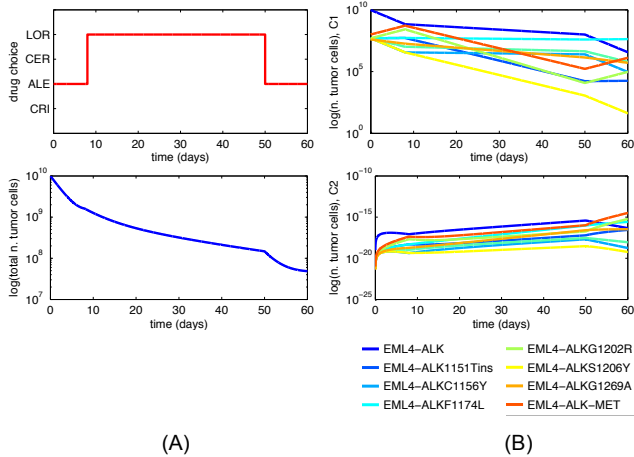 LOR
CER
ALE
CRI
drug choice
0 10 20 30 40 50 60
time (days)
10^10
10^5
10^0
log(n. tumor cells), C1
0 10 20 30 40 50 60
time (days)
10^10
10^9
10^8
10^7
log(total n. tumor cells)
0 10 20 30 40 50 60
time (days)
10^−10
10^−15
10^−20
10^−25
log(n. tumor cells), C2
0 10 20 30 40 50 60
time (days)
EML4−ALK
EML4−ALK1151Tins
EML4−ALKC1156Y
EML4−ALKF1174L
EML4−ALKG1202R
EML4−ALKS1206Y
EML4−ALKG1269A
EML4−ALK−MET
(A)
(B)